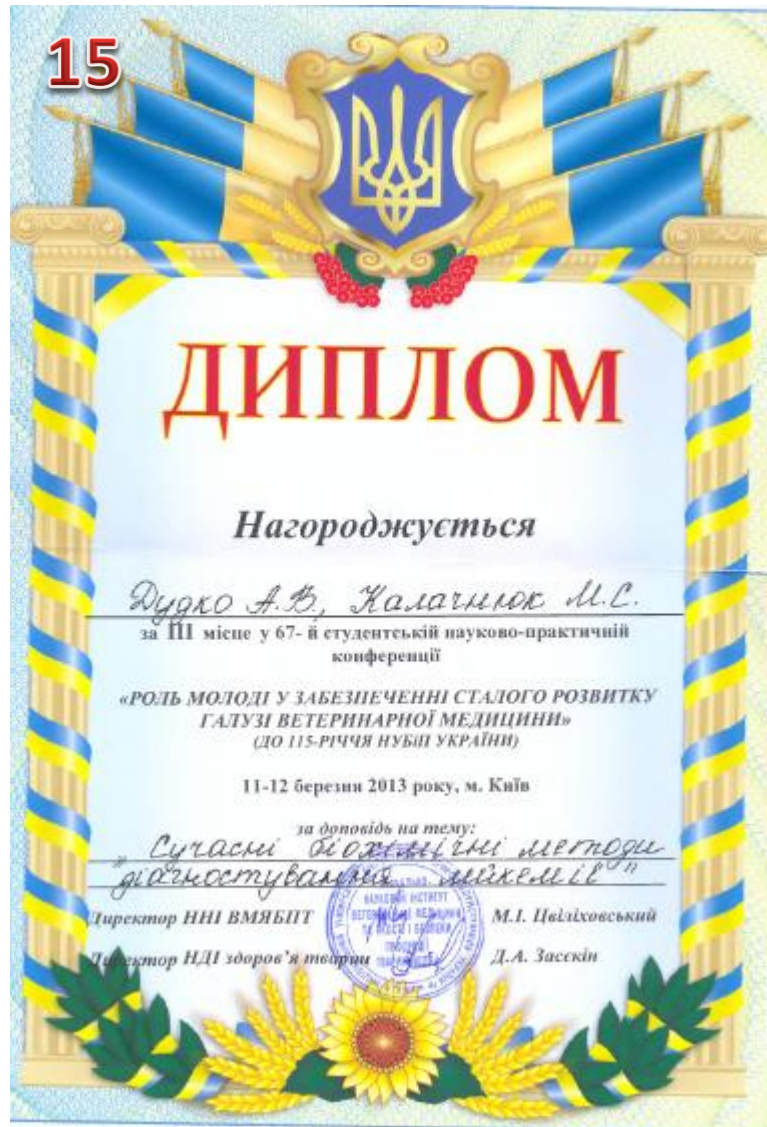 15
ДИПЛОМ
Нагороджується
Дудко А.В., Калачнюк М.С.
за III місце у 67- й студентській науково-практичній
конференції
«РОЛЬ МОЛОДІ У ЗАБЕЗПЕЧЕННІ СТАЛОГО РОЗВИТКУ
ГАЛУЗІ ВЕТЕРИНАРНОЇ МЕДИЦИНИ»
(ДО 115-РІЧЧЯ НУБіП УКРАЇНИ)
11-12 березня 2013 року, м. Київ
за доповідь на тему:
„Сучасні біохімічні методи
діагностування лейкемії"
Директор ННІ ВМЯБПТ М.І. Цвіліховський
Директор НДІ здоров'я тварин Д.А. Засєкін